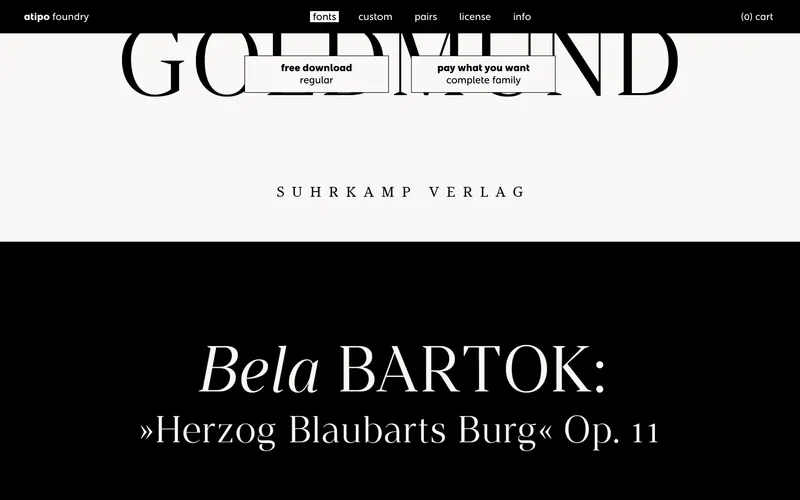 atipo foundry
fonts custom pairs license info
(0) cart
GOLDMUND
free download
regular
pay what you want
complete family
SUHRKAMP VERLAG
Bela BARTOK:
»Herzog Blaubarts Burg« Op. 11